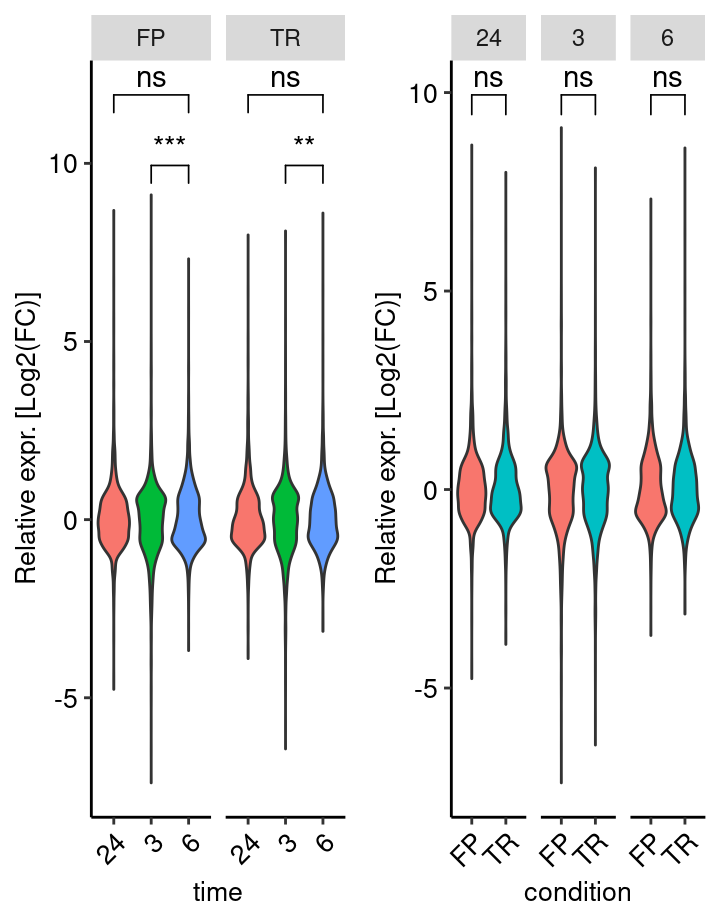 FP TR
ns ns
*** **
10
5
0
-5
Relative expr. [Log2(FC)]
24 3 6 24 3 6
time
24 3 6
ns ns ns
10
5
0
-5
Relative expr. [Log2(FC)]
FP TR FP TR FP TR
condition